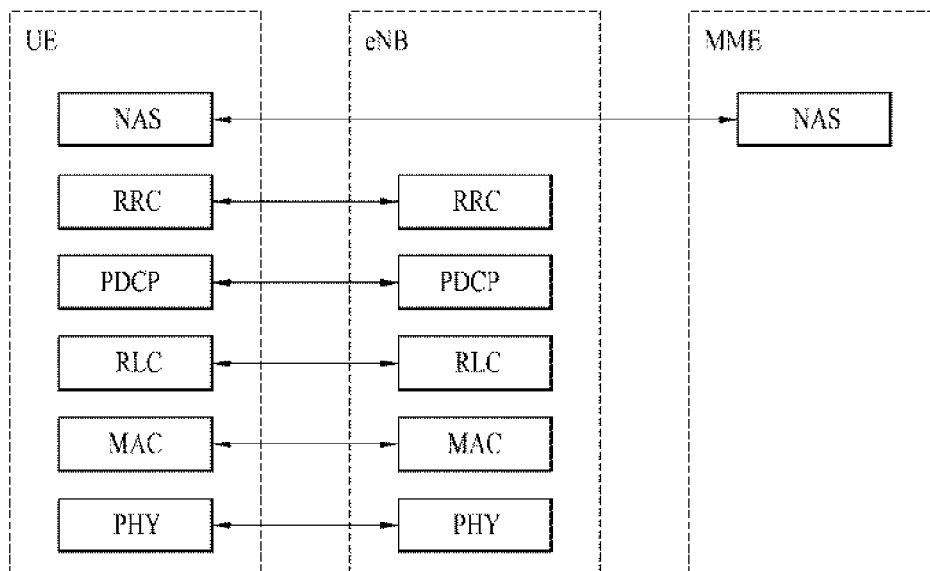 UE eNB MME
NAS NAS
RRC RRC
PDCP PDCP
RLC RLC
MAC MAC
PHY PHY